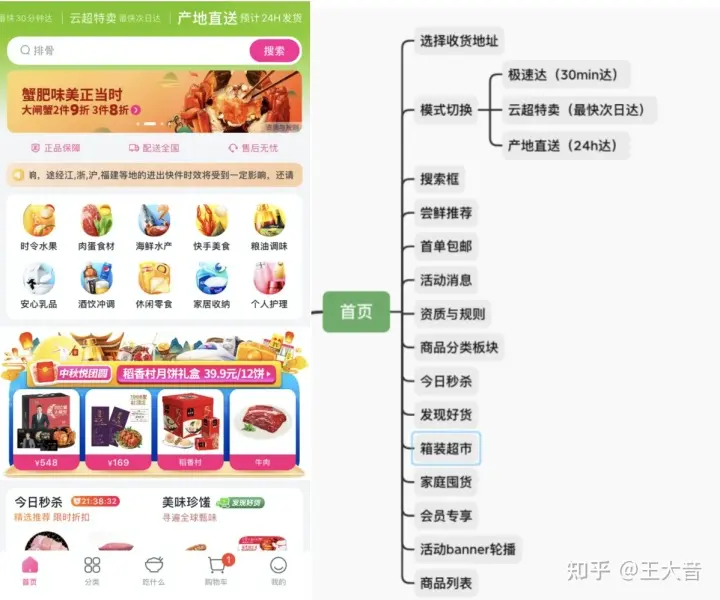 最快30分钟达 云超特卖 最快次日达 产地直送 预计24H发货
排骨
搜索
蟹肥味美正当时
大闸蟹2件9折 3件8折
正品保障 配送全国 售后无忧
响，途经江,浙,沪,福建等地的进出快件时效将受到一定影响，还请
时令水果 肉蛋食材 海鲜水产 快手美食 粮油调味
安心乳品 酒饮冲调 休闲零食 家居收纳 个人护理
中秋悦团圆 稻香村月饼礼盒 39.9元/12饼
¥548 ¥169 稻香村 牛肉
今日秒杀 21:38:32 美味珍馐 发现好货
精选推荐 限时折扣 寻遍全球甄味
1
首页 分类 吃什么 购物车 我的
首页
选择收货地址
模式切换
极速达（30min达）
云超特卖（最快次日达）
产地直送（24h达）
搜索框
尝鲜推荐
首单包邮
活动消息
资质与规则
商品分类板块
今日秒杀
发现好货
箱装超市
家庭囤货
会员专享
活动banner轮播
商品列表
知乎 @王大音